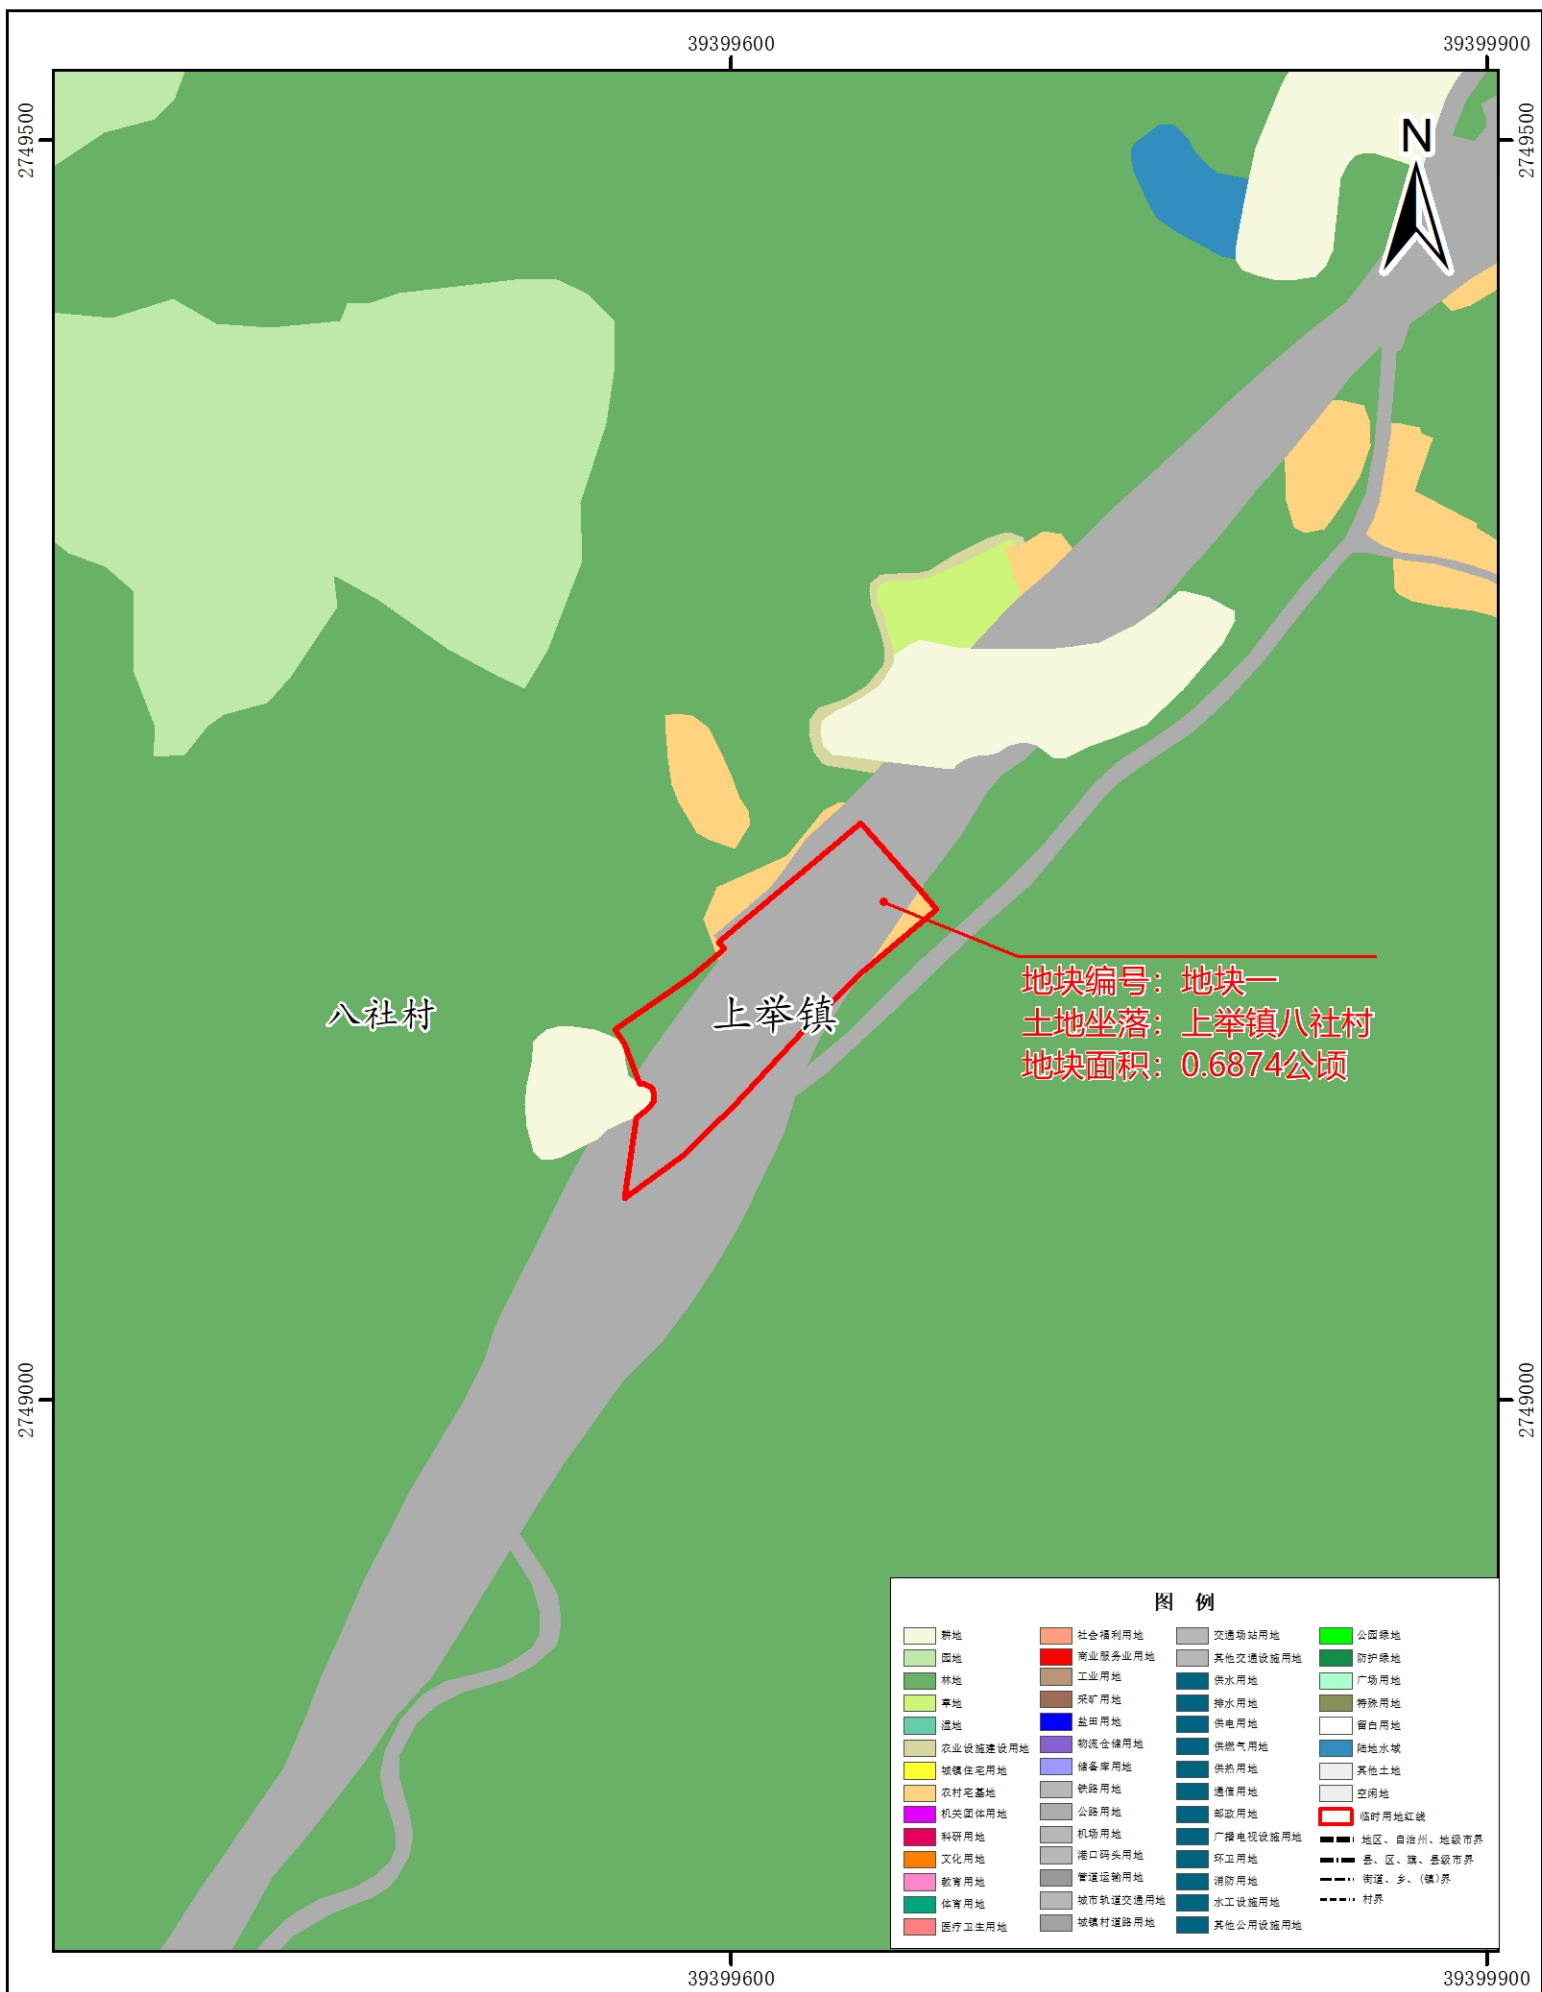 39399600
39399900
2749500
2749500
N
地块编号：地块一
八社村
上举镇
土地坐落：上举镇八社村
地块面积：0.6874公顷
2749000
2749000
图 例
耕地
园地
林地
草地
湿地
农业设施建设用地
城镇住宅用地
农村宅基地
机关团体用地
科研用地
文化用地
教育用地
体育用地
医疗卫生用地
社会福利用地
商业服务业用地
工业用地
采矿用地
盐田用地
物流仓储用地
储备库用地
铁路用地
公路用地
机场用地
港口码头用地
管道运输用地
城市轨道交通用地
城镇村道路用地
交通场站用地
其他交通设施用地
供水用地
排水用地
供电用地
供燃气用地
供热用地
通信用地
邮政用地
广播电视设施用地
环卫用地
消防用地
水工设施用地
其他公用设施用地
公园绿地
防护绿地
广场用地
特殊用地
留白用地
陆地水域
其他土地
空闲地
临时用地红线
地区、自治州、地级市界
县、区、旗、县级市界
街道、乡、(镇)界
村界
39399600
39399900